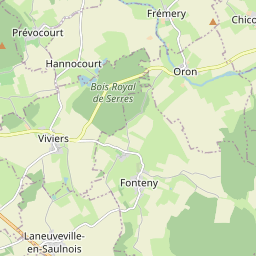 Frémery
Chico
Prévocourt
Hannocourt
Oron
Bois Royal
de Serres
Viviers
Fonteny
Laneuveville-
en-Saulnois